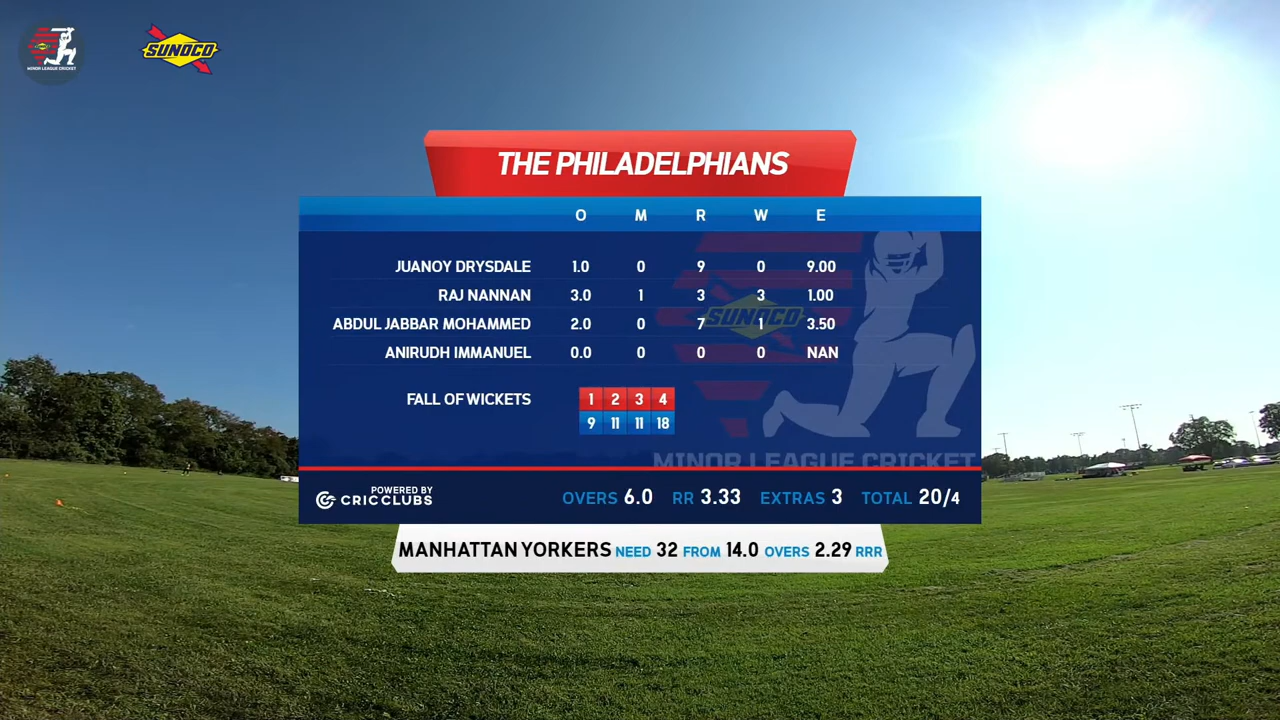 MINOR LEAGUE CRICKET
SUNOCO
THE PHILADELPHIANS
O M R W E
JUANOY DRYSDALE 1.0 0 9 0 9.00
RAJ NANNAN 3.0 1 3 3 1.00
ABDUL JABBAR MOHAMMED 2.0 0 7 1 3.50
ANIRUDH IMMANUEL 0.0 0 0 0 NAN
SUNOCO
FALL OF WICKETS 1 2 3 4
9 11 11 18
MINOR LEAGUE CRICKET
POWERED BY
CRICCLUBS
OVERS 6.0 RR 3.33 EXTRAS 3 TOTAL 20/4
MANHATTAN YORKERS NEED 32 FROM 14.0 OVERS 2.29 RRR